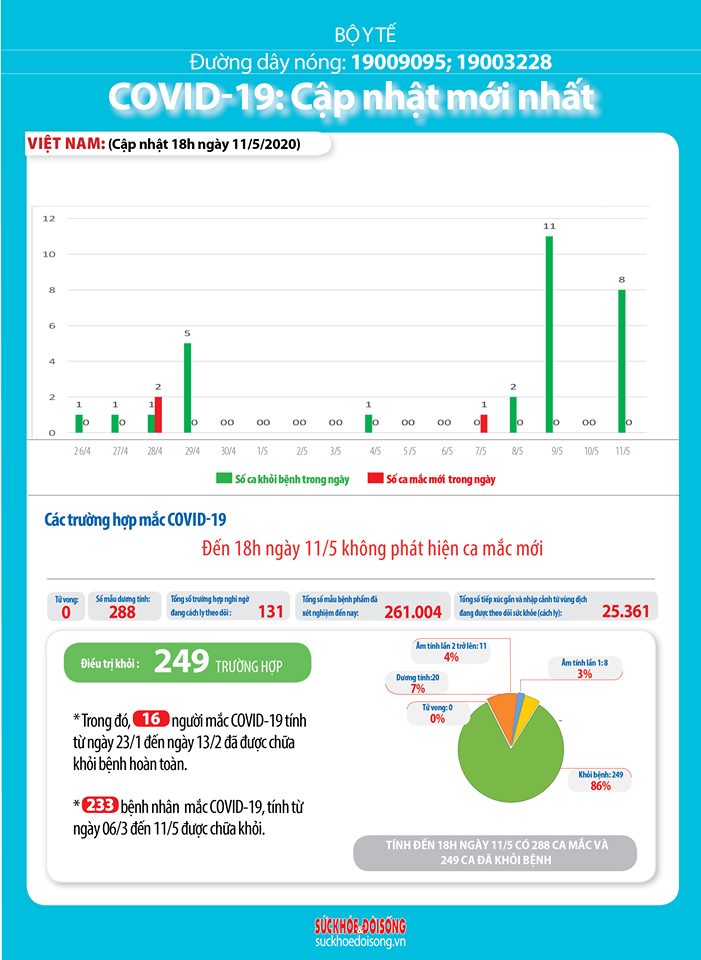 BỘ Y TẾ
Đường dây nóng: 19009095; 19003228
COVID-19: Cập nhật mới nhất
VIỆT NAM: (Cập nhật 18h ngày 11/5/2020)
12
10
8
6
4
2
0
1 0 1 0 1 2 5 0 0 0 0 0 0 0 0 0 1 0 0 0 0 0 0 1 2 0 11 0 0 0 8 0
26/4 27/4 28/4 29/4 30/4 1/5 2/5 3/5 4/5 5/5 6/5 7/5 8/5 9/5 10/5 11/5
Số ca khỏi bệnh trong ngày Số ca mắc mới trong ngày
Các trường hợp mắc COVID-19
Đến 18h ngày 11/5 không phát hiện ca mắc mới
Tử vong:
0
Số mẫu dương tính:
288
Tổng số trường hợp nghi ngờ
đang cách ly theo dõi : 131
Tổng số mẫu bệnh phẩm đã
xét nghiệm đến nay: 261.004
Tổng số tiếp xúc gần và nhập cảnh từ vùng dịch
đang được theo dõi sức khỏe (cách ly): 25.361
Điều trị khỏi : 249 TRƯỜNG HỢP
* Trong đó, 16 người mắc COVID-19 tính
từ ngày 23/1 đến ngày 13/2 đã được chữa
khỏi bệnh hoàn toàn.
* 233 bệnh nhân mắc COVID-19, tính từ
ngày 06/3 đến 11/5 được chữa khỏi.
Âm tính lần 2 trở lên: 11
4%
Âm tính lần 1: 8
3%
Dương tính:20
7%
Tử vong: 0
0%
Khỏi bệnh: 249
86%
TÍNH ĐẾN 18H NGÀY 11/5 CÓ 288 CA MẮC VÀ
249 CA ĐÃ KHỎI BỆNH
SỨC KHỎE & ĐỜI SỐNG
suckhoedoisong.vn